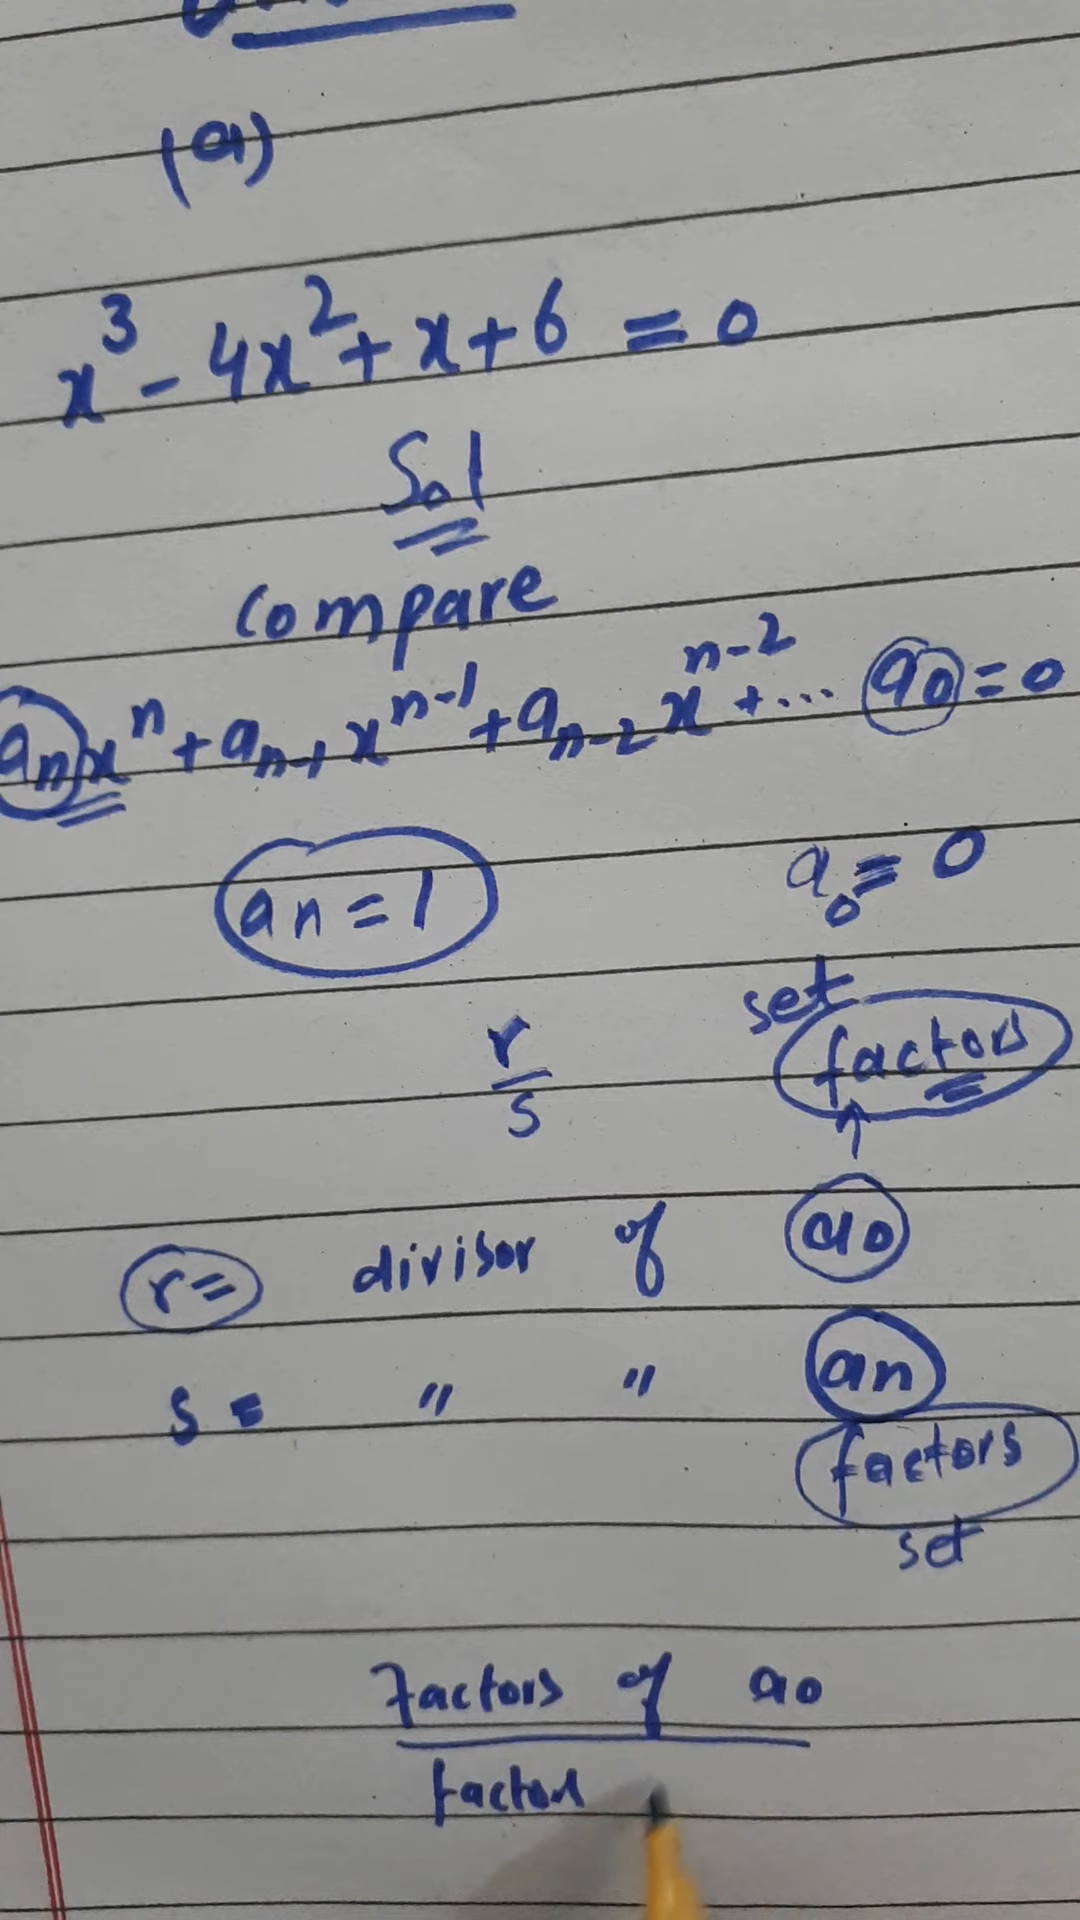 (a)
x³ - 4x² + x + 6 = 0
Sol
compare
aₙxⁿ + aₙ₋₁xⁿ⁻¹ + aₙ₋₂xⁿ⁻² + ... a₀ = 0
an = 1 a₀ = 0
set
r/s factors
r = divisor of a₀
s = " " an
factors
set
Factors of a₀
factor